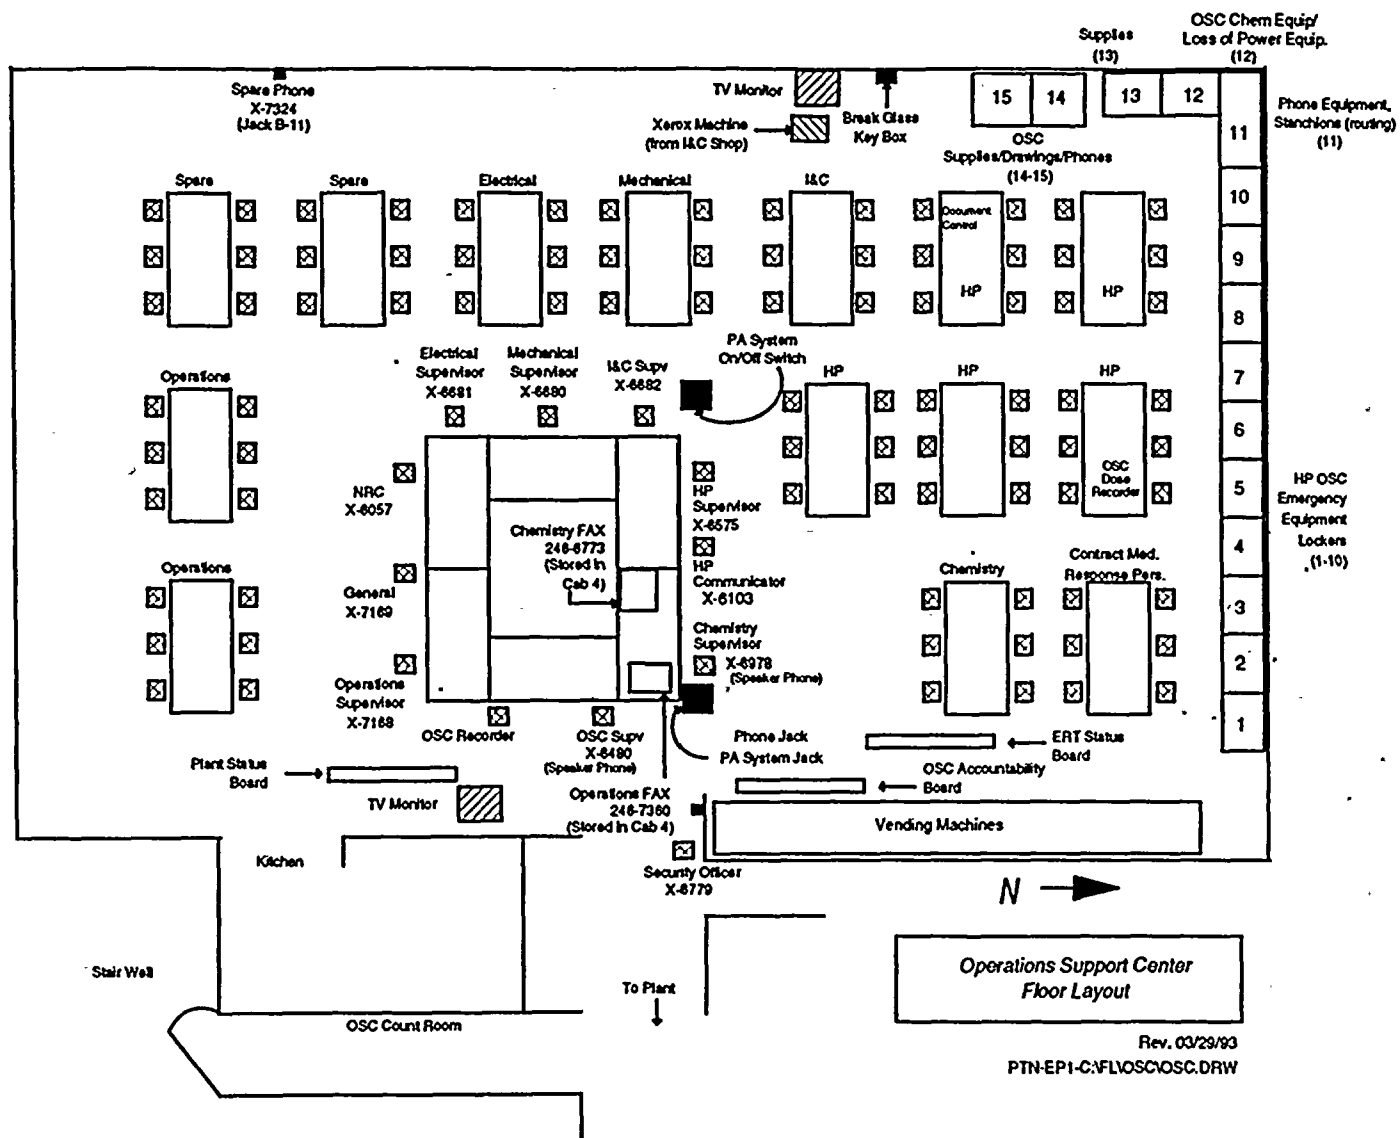 OSC Chem Equip/
Loss of Power Equip.
(12)
Supplies
(13)
Spare Phone
X-7324
(Jack B-11)
TV Monitor
Xerox Machine
(from I&C Shop)
Break Glass
Key Box
15
14
13
12
11
Phone Equipment,
Stanchions (routing)
(11)
OSC
Supplies/Drawings/Phones
(14-15)
Spare
Spare
Electrical
Mechanical
I&C
Document
Control
HP
HP
10
9
8
7
6
5
4
3
2
1
PA System
On/Off Switch
Electrical
Supervisor
X-6681
Mechanical
Supervisor
X-6680
I&C Supv
X-6682
Operations
HP
HP
HP
OSC
Dose
Recorder
HP OSC
Emergency
Equipment
Lockers
(1-10)
NRC
X-6057
HP
Supervisor
X-6575
Chemistry FAX
246-6773
(Stored in
Cab 4)
HP
Communicator
X-6103
Operations
General
X-7169
Chemistry
Supervisor
X-6978
(Speaker Phone)
Chemistry
Contract Med.
Response Pers.
Operations
Supervisor
X-7168
OSC Recorder
OSC Supv
X-6480
(Speaker Phone)
Phone Jack
PA System Jack
ERT Status
Board
Plant Status
Board
OSC Accountability
Board
TV Monitor
Operations FAX
246-7360
(Stored in Cab 4)
Vending Machines
Kitchen
Security Officer
X-6779
N
Stair Well
To Plant
OSC Count Room
Operations Support Center
Floor Layout
Rev. 03/29/93
PTN-EP1-C:\FL\OSC\OSC.DRW